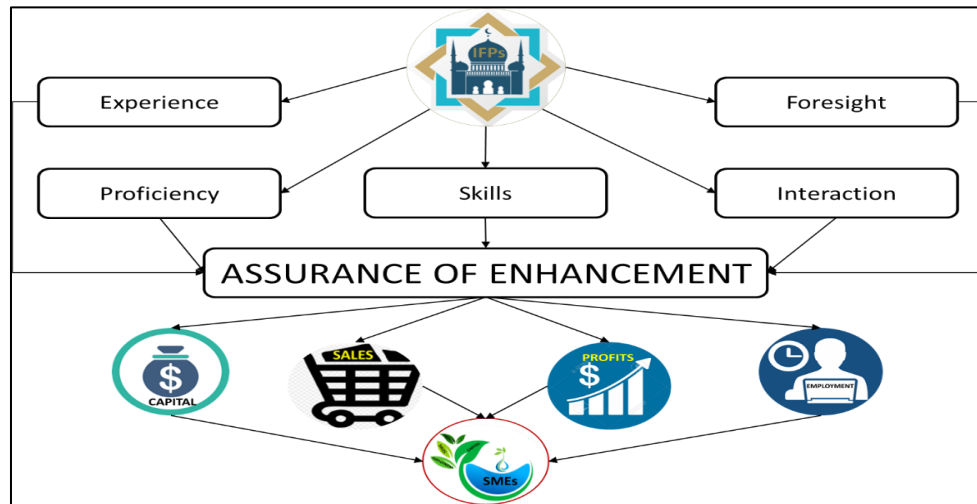 IFPs
Experience
Foresight
Proficiency
Skills
Interaction
ASSURANCE OF ENHANCEMENT
$
CAPITAL
SALES
PROFITS
$
EMPLOYMENT
SMEs